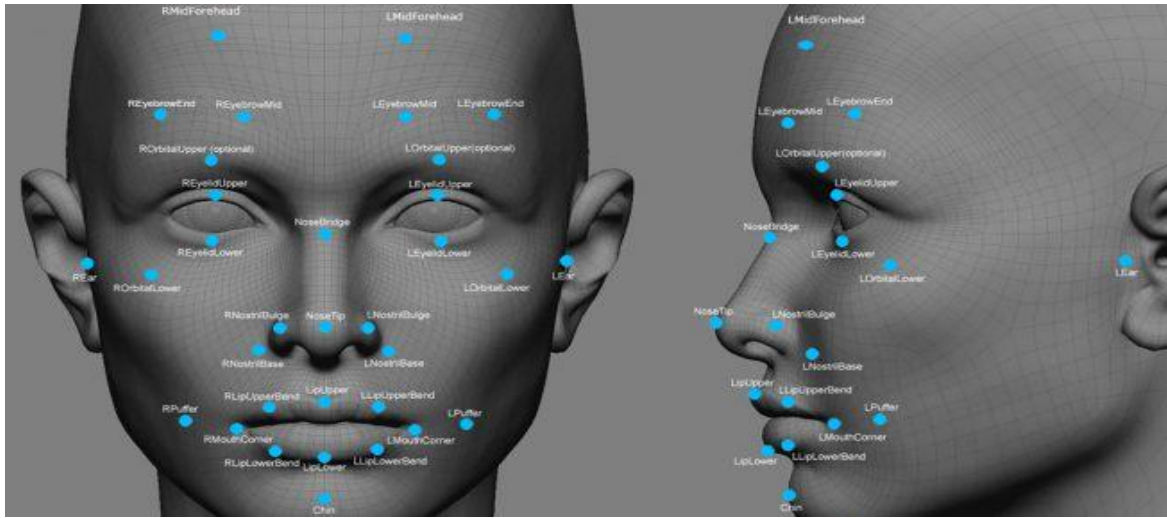 RMidForehead
LMidForehead
REyebrowEnd
REyebrowMid
LEyebrowMid
LEyebrowEnd
ROrbitalUpper (optional)
LOrbitalUpper(optional)
REyelidUpper
LEyelidUpper
NoseBridge
REyelidLower
LEyelidLower
REar
LEar
ROrbitalLower
LOrbitalLower
RNostrilBulge
NoseTip
LNostrilBulge
RNostrilBase
LNostrilBase
LipUpper
RLipUpperBend
LLipUpperBend
RPuffer
LPuffer
RMouthCorner
LMouthCorner
RLipLowerBend
LipLower
LLipLowerBend
Chin
LMidForehead
LEyebrowMid
LEyebrowEnd
LOrbitalUpper(optional)
LEyelidUpper
NoseBridge
LEyelidLower
LOrbitalLower
LEar
NoseTip
LNostrilBulge
LNostrilBase
LipUpper
LLipUpperBend
LPuffer
LMouthCorner
LipLower
LLipLowerBend
Chin